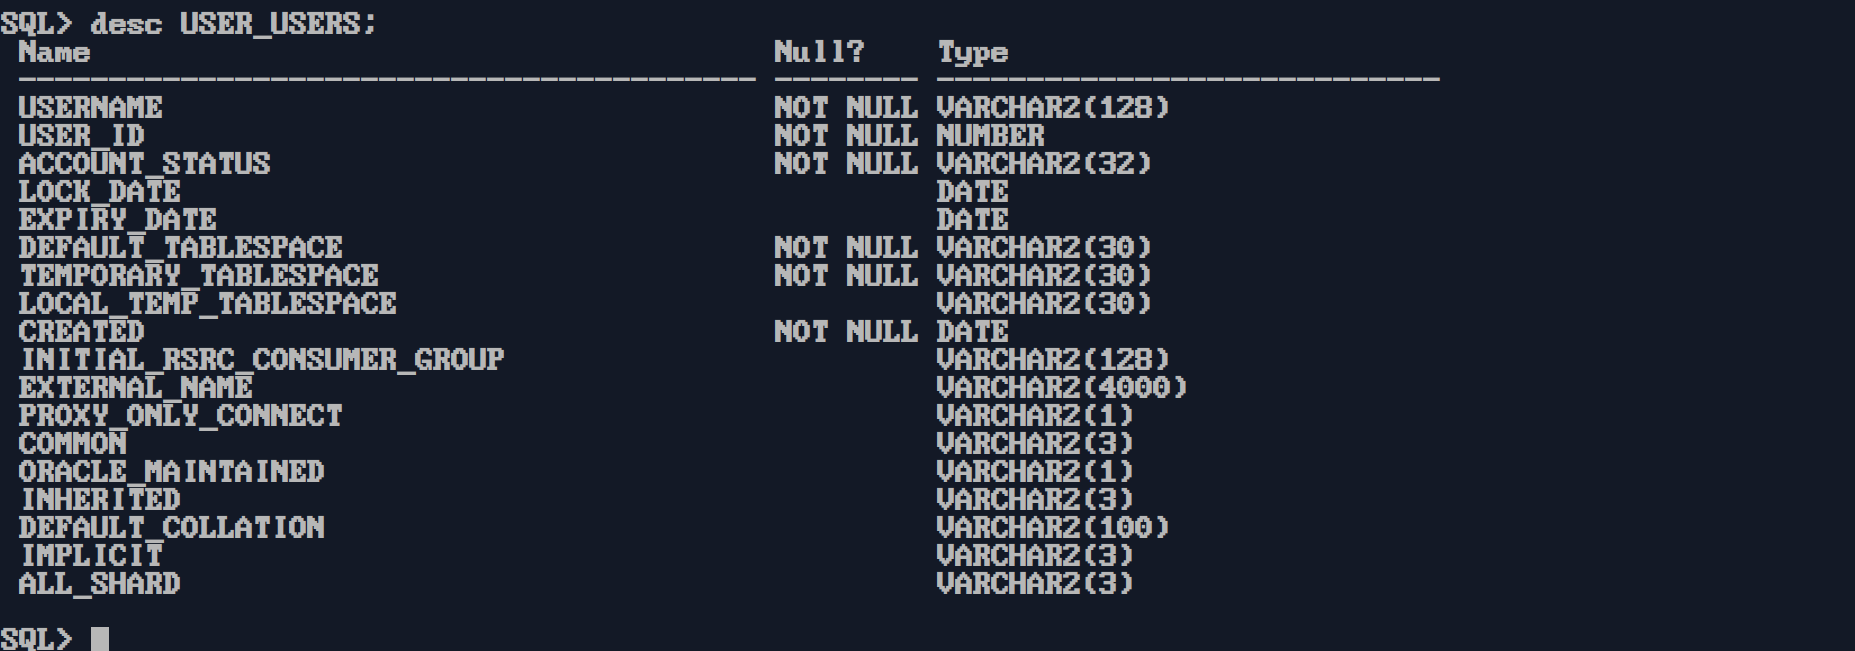 SQL> desc USER_USERS;
 Name                                      Null?    Type
 ----------------------------------------- -------- ----------------------------
 USERNAME                                  NOT NULL VARCHAR2(128)
 USER_ID                                   NOT NULL NUMBER
 ACCOUNT_STATUS                            NOT NULL VARCHAR2(32)
 LOCK_DATE                                          DATE
 EXPIRY_DATE                                        DATE
 DEFAULT_TABLESPACE                        NOT NULL VARCHAR2(30)
 TEMPORARY_TABLESPACE                      NOT NULL VARCHAR2(30)
 LOCAL_TEMP_TABLESPACE                              VARCHAR2(30)
 CREATED                                   NOT NULL DATE
 INITIAL_RSRC_CONSUMER_GROUP                        VARCHAR2(128)
 EXTERNAL_NAME                                      VARCHAR2(4000)
 PROXY_ONLY_CONNECT                                 VARCHAR2(1)
 COMMON                                             VARCHAR2(3)
 ORACLE_MAINTAINED                                  VARCHAR2(1)
 INHERITED                                          VARCHAR2(3)
 DEFAULT_COLLATION                                  VARCHAR2(100)
 IMPLICIT                                           VARCHAR2(3)
 ALL_SHARD                                          VARCHAR2(3)
SQL>